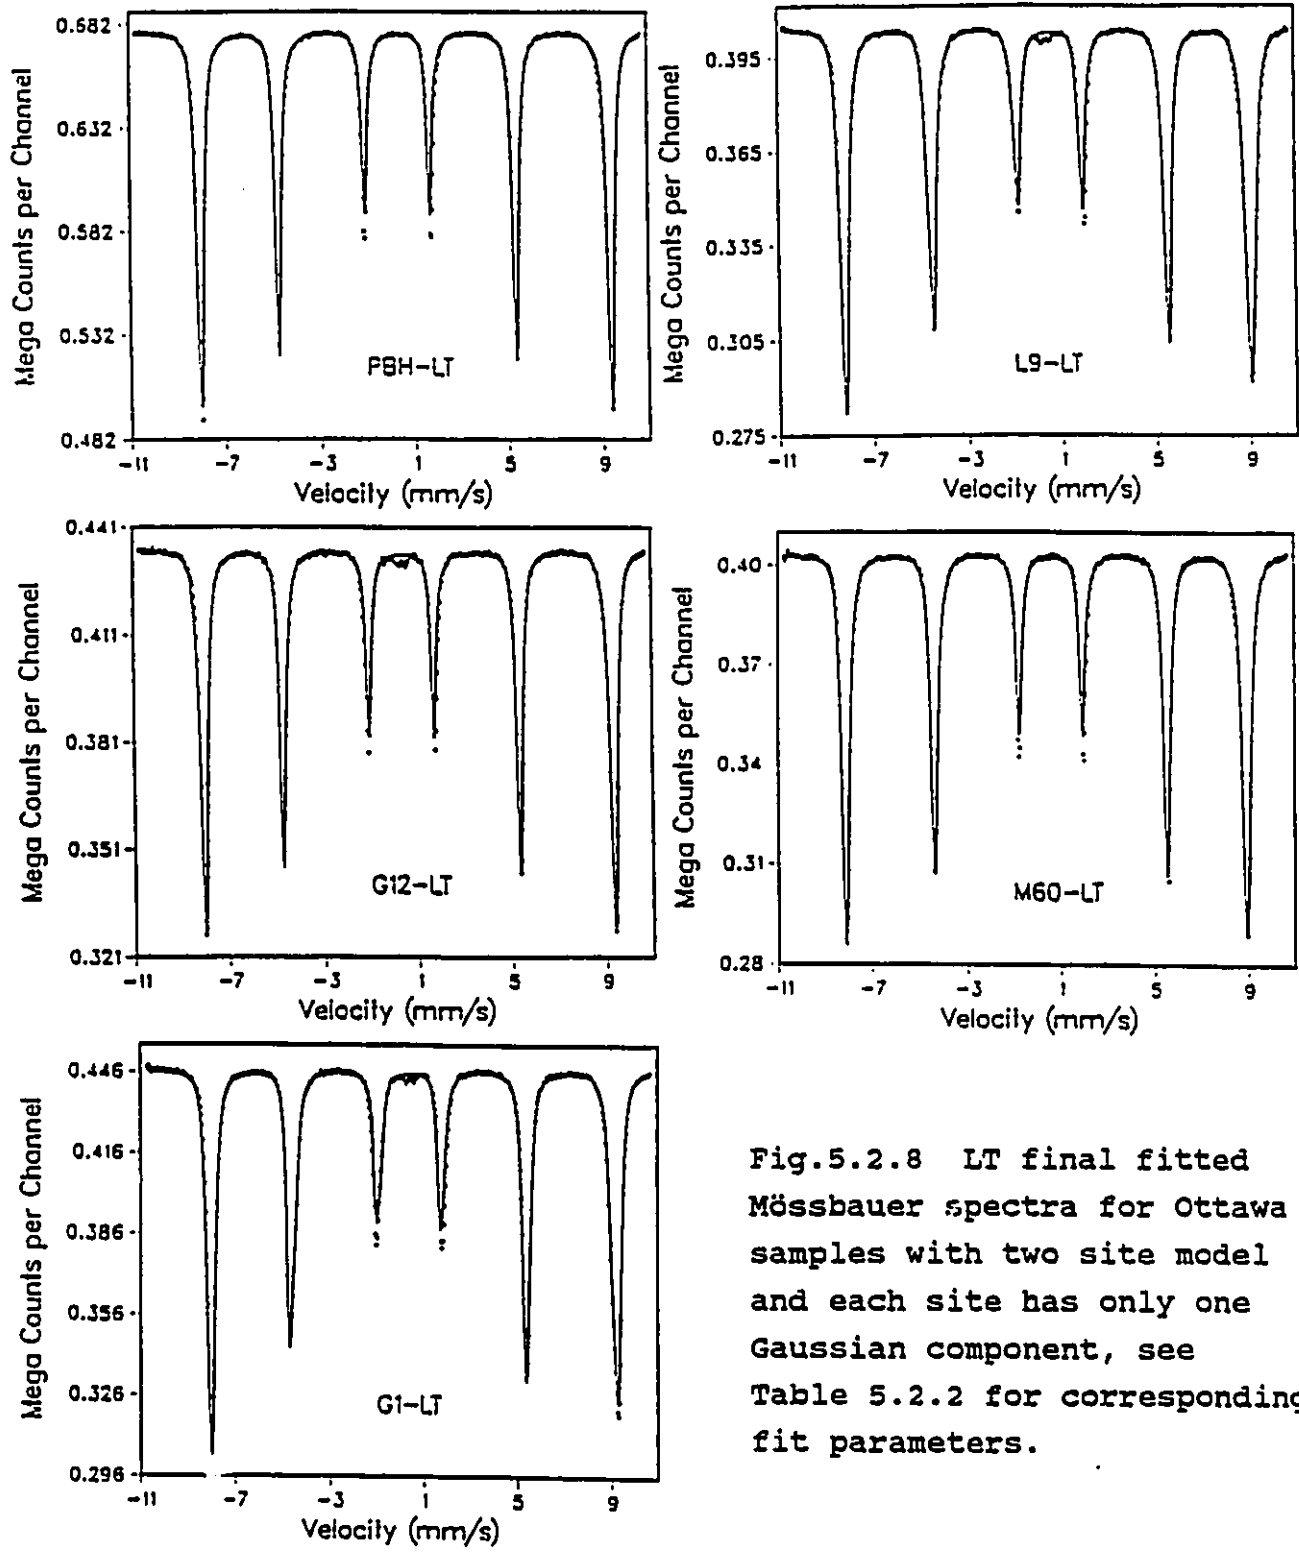 0.682
0.632
0.582
0.532
0.482
Mega Counts per Channel
P8H-LT
-11 -7 -3 1 5 9
Velocity (mm/s)
0.395
0.365
0.335
0.305
0.275
Mega Counts per Channel
L9-LT
-11 -7 -3 1 5 9
Velocity (mm/s)
0.441
0.411
0.381
0.351
0.321
Mega Counts per Channel
G12-LT
-11 -7 -3 1 5 9
Velocity (mm/s)
0.40
0.37
0.34
0.31
0.28
Mega Counts per Channel
M60-LT
-11 -7 -3 1 5 9
Velocity (mm/s)
0.446
0.416
0.386
0.356
0.326
0.296
Mega Counts per Channel
G1-LT
-11 -7 -3 1 5 9
Velocity (mm/s)
Fig.5.2.8 LT final fitted
Mössbauer spectra for Ottawa
samples with two site model
and each site has only one
Gaussian component, see
Table 5.2.2 for corresponding
fit parameters.